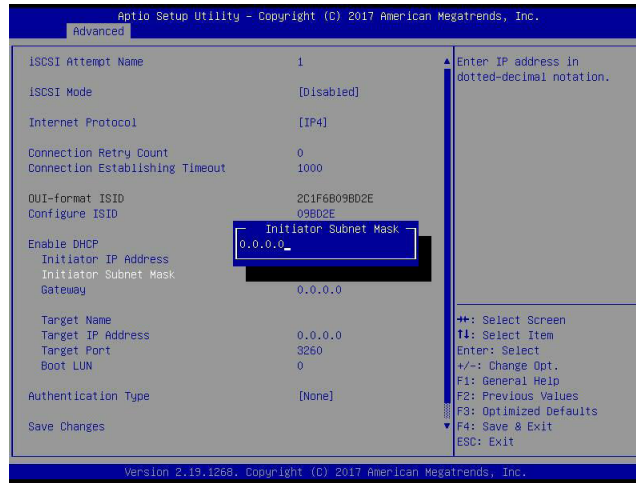 Aptio Setup Utility – Copyright (C) 2017 American Megatrends, Inc.
Advanced
iSCSI Attempt Name 1
iSCSI Mode [Disabled]
Internet Protocol [IP4]
Connection Retry Count 0
Connection Establishing Timeout 1000
OUI-format ISID 2C1F6B09BD2E
Configure ISID 09BD2E
Enable DHCP
Initiator IP Address
Initiator Subnet Mask
Gateway 0.0.0.0
Target Name
Target IP Address 0.0.0.0
Target Port 3260
Boot LUN 0
Authentication Type [None]
Save Changes
Initiator Subnet Mask
0.0.0.0_
Enter IP address in
dotted-decimal notation.
→←: Select Screen
↑↓: Select Item
Enter: Select
+/-: Change Opt.
F1: General Help
F2: Previous Values
F3: Optimized Defaults
F4: Save & Exit
ESC: Exit
Version 2.19.1268. Copyright (C) 2017 American Megatrends, Inc.